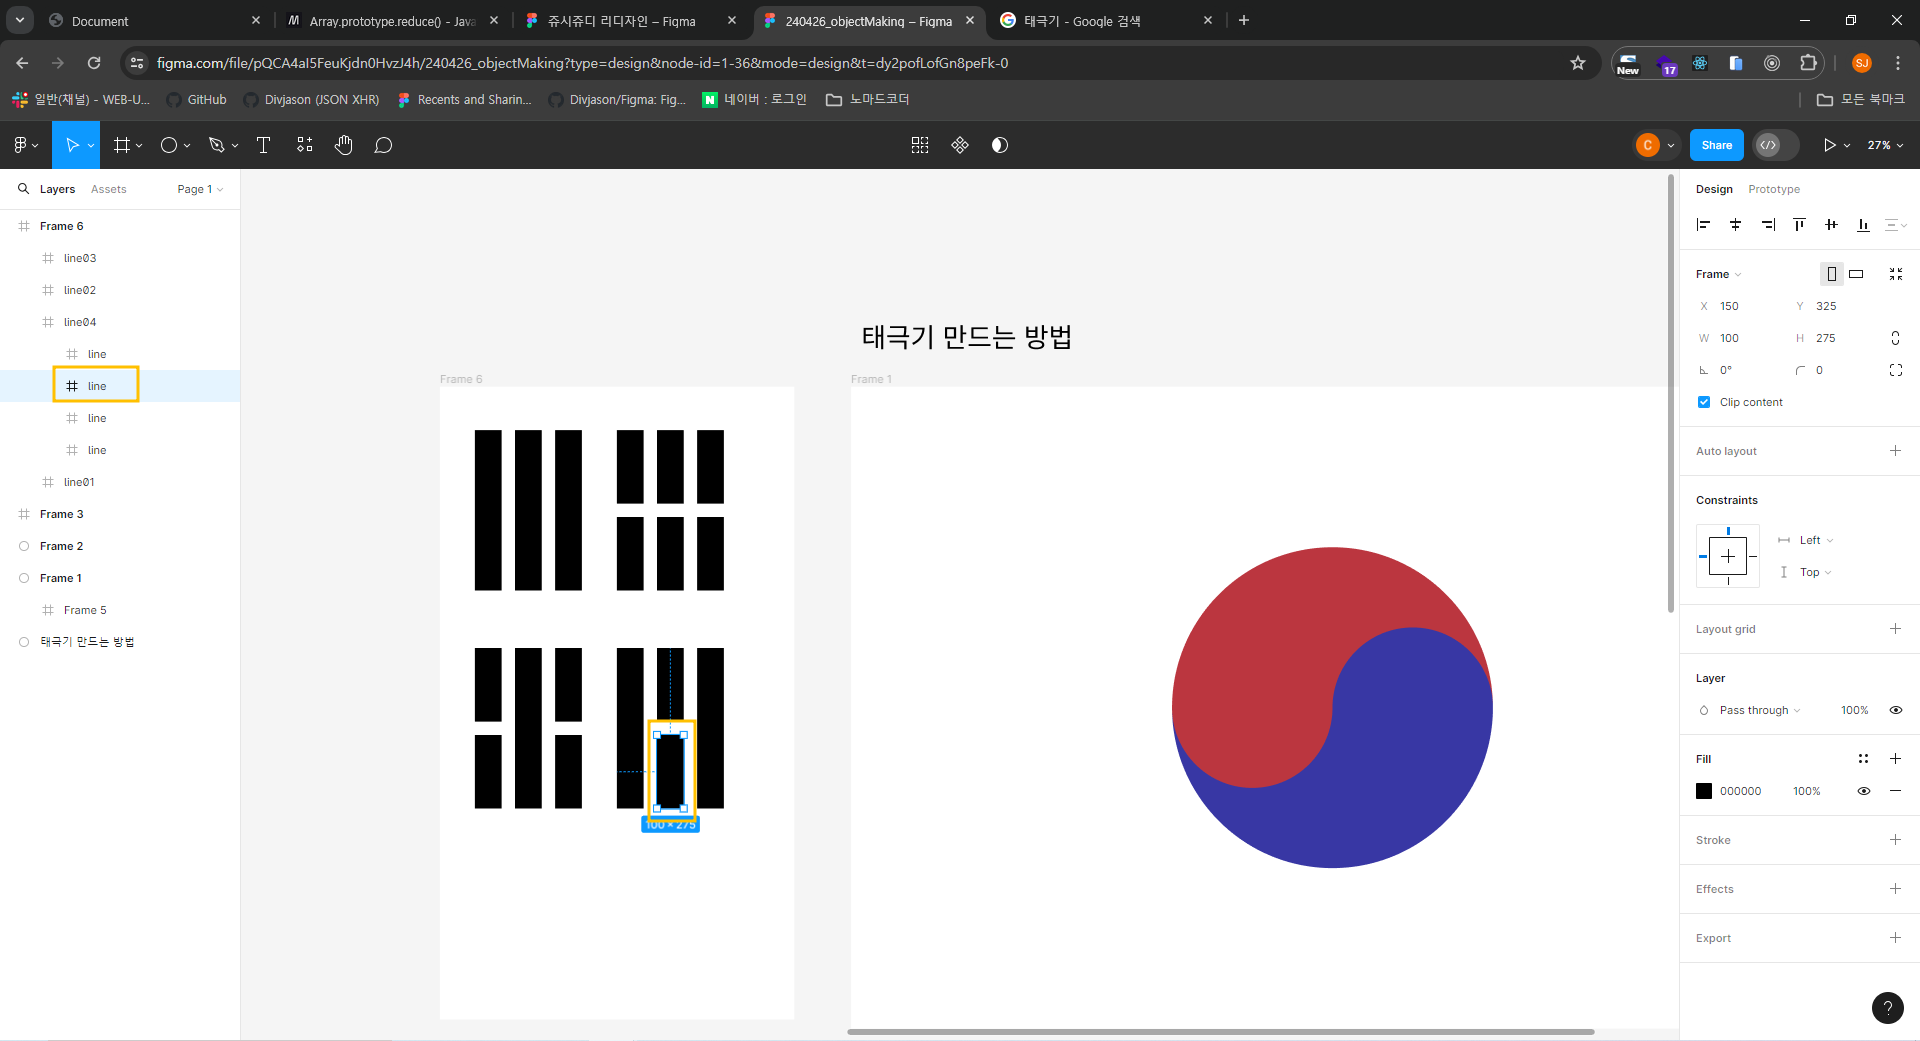 Document
Array.prototype.reduce() - Java
쥬시쥬디 리디자인 – Figma
240426_objectMaking – Figma
태극기 - Google 검색
figma.com/file/pQCA4aI5FeuKjdn0HvzJ4h/240426_objectMaking?type=design&node-id=1-36&mode=design&t=dy2pofLofGn8peFk-0
New
17
SJ
일반(채널) - WEB-U...
GitHub
Divjason (JSON XHR)
Recents and Sharin...
Divjason/Figma: Fig...
네이버 : 로그인
노마드코더
모든 북마크
C
Share
27%
Layers
Assets
Page 1
Design
Prototype
Frame 6
line03
line02
line04
line
line
line
line
line01
Frame 3
Frame 2
Frame 1
Frame 5
태극기 만드는 방법
태극기 만드는 방법
Frame 6
Frame 1
100 × 275
Frame
X 150
Y 325
W 100
H 275
0°
0
Clip content
Auto layout
Constraints
Left
Top
Layout grid
Layer
Pass through
100%
Fill
000000
100%
Stroke
Effects
Export
?